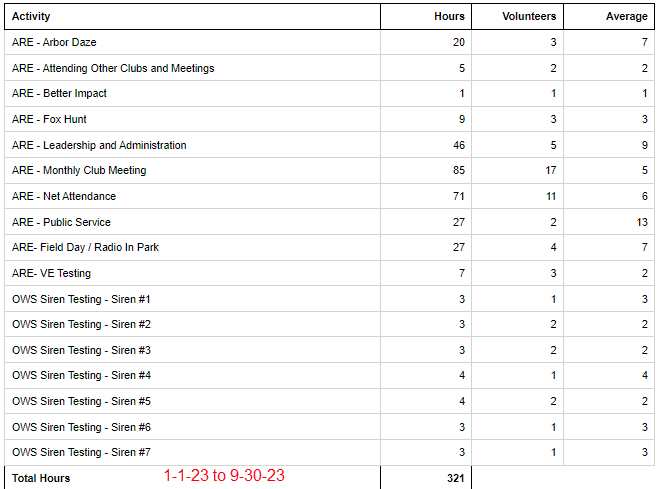 Activity Hours Volunteers Average
ARE - Arbor Daze 20 3 7
ARE - Attending Other Clubs and Meetings 5 2 2
ARE - Better Impact 1 1 1
ARE - Fox Hunt 9 3 3
ARE - Leadership and Administration 46 5 9
ARE - Monthly Club Meeting 85 17 5
ARE - Net Attendance 71 11 6
ARE - Public Service 27 2 13
ARE- Field Day / Radio In Park 27 4 7
ARE- VE Testing 7 3 2
OWS Siren Testing - Siren #1 3 1 3
OWS Siren Testing - Siren #2 3 2 2
OWS Siren Testing - Siren #3 3 2 2
OWS Siren Testing - Siren #4 4 1 4
OWS Siren Testing - Siren #5 4 2 2
OWS Siren Testing - Siren #6 3 1 3
OWS Siren Testing - Siren #7 3 1 3
Total Hours 1-1-23 to 9-30-23 321